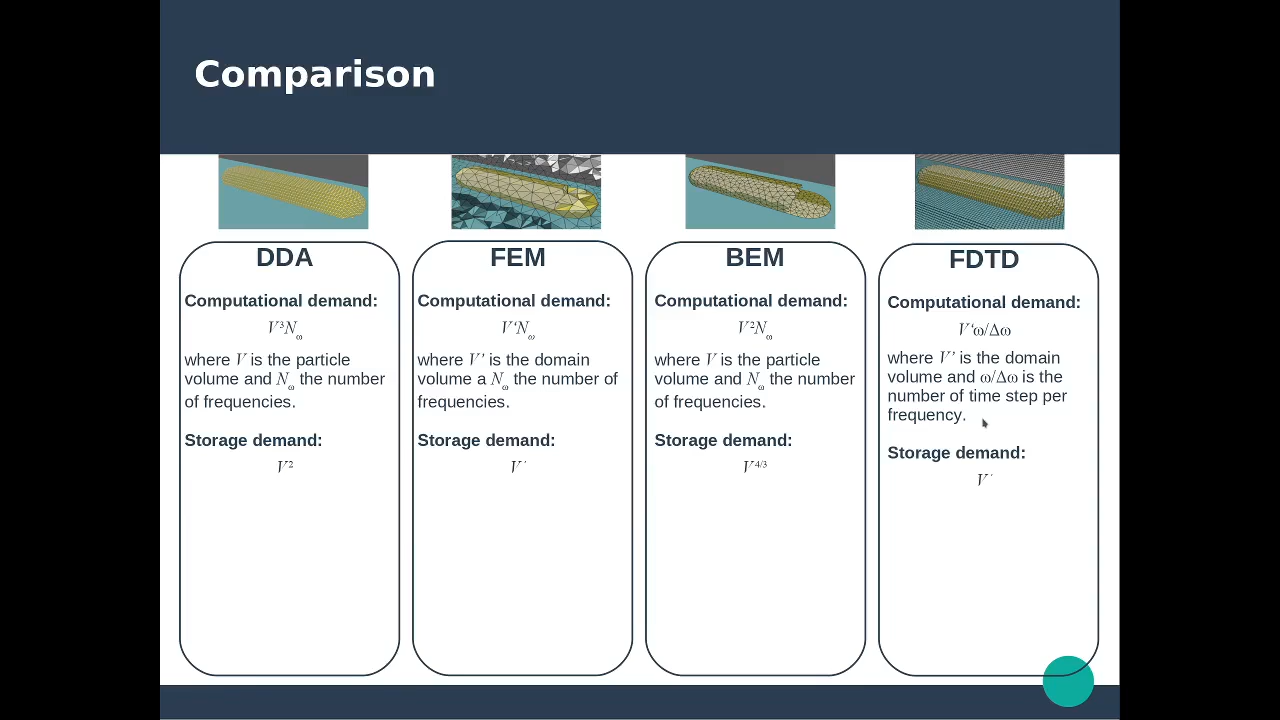 Comparison
DDA
Computational demand:
V³N_ω
where V is the particle
volume and N_ω the number
of frequencies.
Storage demand:
V²
FEM
Computational demand:
V‘N_ω
where V’ is the domain
volume a N_ω the number of
frequencies.
Storage demand:
V‘
BEM
Computational demand:
V²N_ω
where V is the particle
volume and N_ω the number
of frequencies.
Storage demand:
V^4/3
FDTD
Computational demand:
V‘ω/Δω
where V’ is the domain
volume and ω/Δω is the
number of time step per
frequency.
Storage demand:
V‘